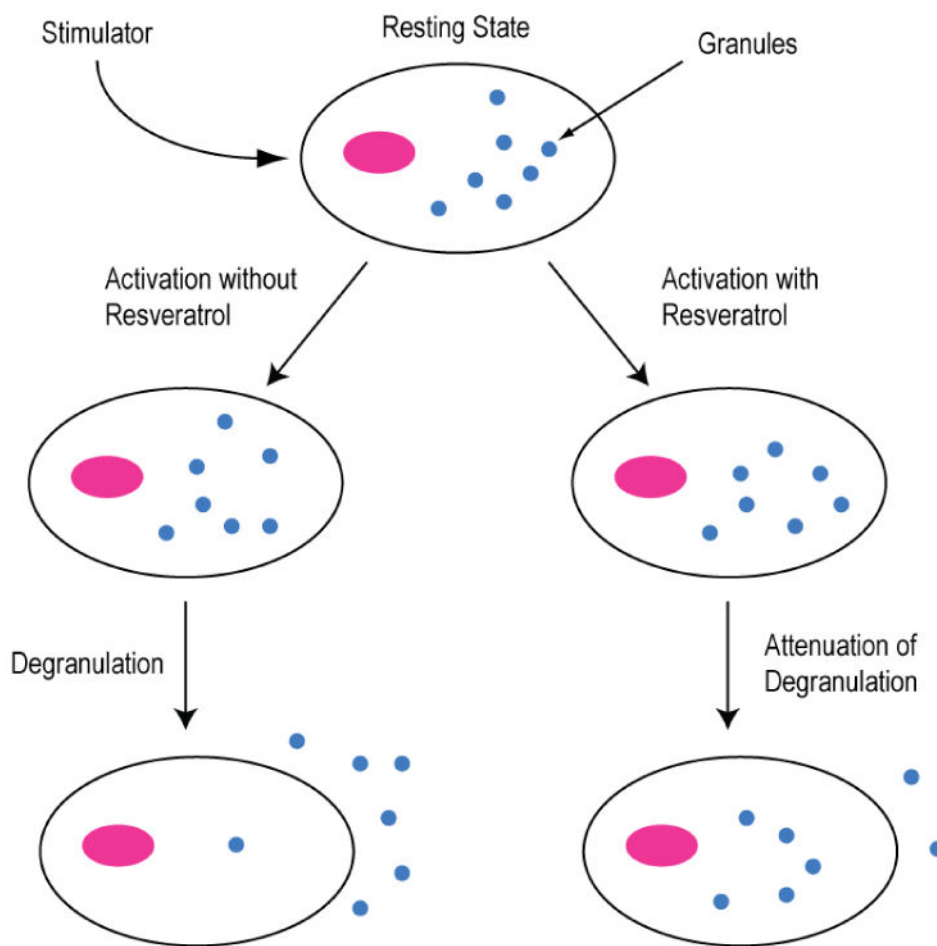 Stimulator
Resting State
Granules
Activation without
Resveratrol
Activation with
Resveratrol
Degranulation
Attenuation of
Degranulation